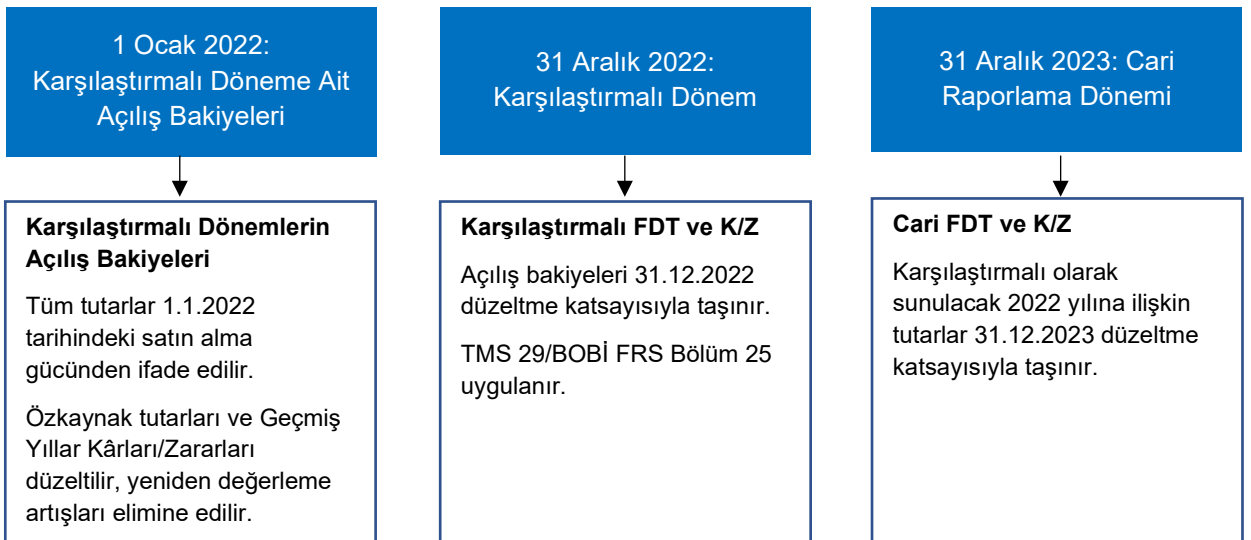 1 Ocak 2022:
Karşılaştırmalı Döneme Ait
Açılış Bakiyeleri
Karşılaştırmalı Dönemlerin
Açılış Bakiyeleri
Tüm tutarlar 1.1.2022
tarihindeki satın alma
gücünden ifade edilir.
Özkaynak tutarları ve Geçmiş
Yıllar Kârları/Zararları
düzeltilir, yeniden değerleme
artışları elimine edilir.
31 Aralık 2022:
Karşılaştırmalı Dönem
Karşılaştırmalı FDT ve K/Z
Açılış bakiyeleri 31.12.2022
düzeltme katsayısıyla taşınır.
TMS 29/BOBİ FRS Bölüm 25
uygulanır.
31 Aralık 2023: Cari
Raporlama Dönemi
Cari FDT ve K/Z
Karşılaştırmalı olarak
sunulacak 2022 yılına ilişkin
tutarlar 31.12.2023 düzeltme
katsayısıyla taşınır.